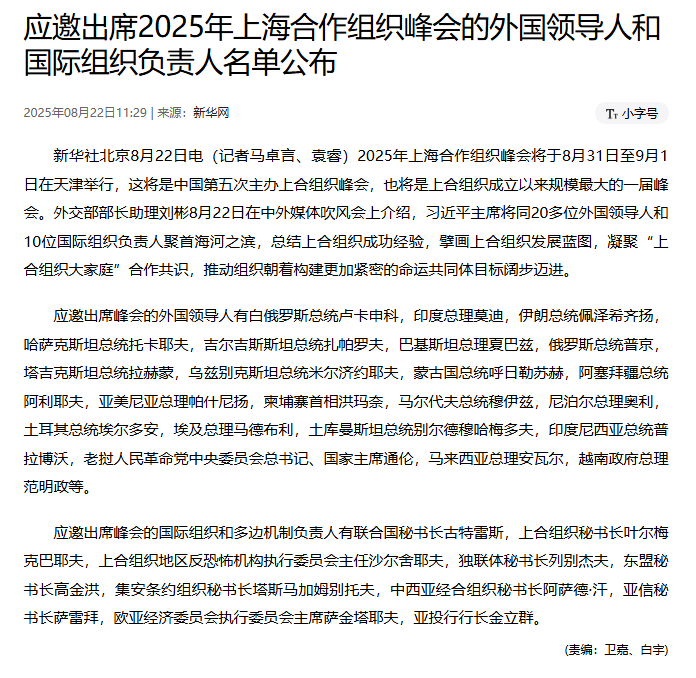 应邀出席2025年上海合作组织峰会的外国领导人和
国际组织负责人名单公布
2025年08月22日11:29 | 来源：新华网
TT 小字号
新华社北京8月22日电（记者马卓言、袁睿）2025年上海合作组织峰会将于8月31日至9月1
日在天津举行，这将是中国第五次主办上合组织峰会，也将是上合组织成立以来规模最大的一届峰
会。外交部部长助理刘彬8月22日在中外媒体吹风会上介绍，习近平主席将同20多位外国领导人和
10位国际组织负责人聚首海河之滨，总结上合组织成功经验，擘画上合组织发展蓝图，凝聚“上
合组织大家庭”合作共识，推动组织朝着构建更加紧密的命运共同体目标阔步迈进。
应邀出席峰会的外国领导人有白俄罗斯总统卢卡申科，印度总理莫迪，伊朗总统佩泽希齐扬，
哈萨克斯坦总统托卡耶夫，吉尔吉斯斯坦总统扎帕罗夫，巴基斯坦总理夏巴兹，俄罗斯总统普京，
塔吉克斯坦总统拉赫蒙，乌兹别克斯坦总统米尔济约耶夫，蒙古国总统呼日勒苏赫，阿塞拜疆总统
阿利耶夫，亚美尼亚总理帕什尼扬，柬埔寨首相洪玛奈，马尔代夫总统穆伊兹，尼泊尔总理奥利，
土耳其总统埃尔多安，埃及总理马德布利，土库曼斯坦总统别尔德穆哈梅多夫，印度尼西亚总统普
拉博沃，老挝人民革命党中央委员会总书记、国家主席通伦，马来西亚总理安瓦尔，越南政府总理
范明政等。
应邀出席峰会的国际组织和多边机制负责人有联合国秘书长古特雷斯，上合组织秘书长叶尔梅
克巴耶夫，上合组织地区反恐怖机构执行委员会主任沙尔舍耶夫，独联体秘书长列别杰夫，东盟秘
书长高金洪，集安条约组织秘书长塔斯马加姆别托夫，中西亚经合组织秘书长阿萨德·汗，亚信秘
书长萨雷拜，欧亚经济委员会执行委员会主席萨金塔耶夫，亚投行行长金立群。
(责编：卫嘉、白宇)